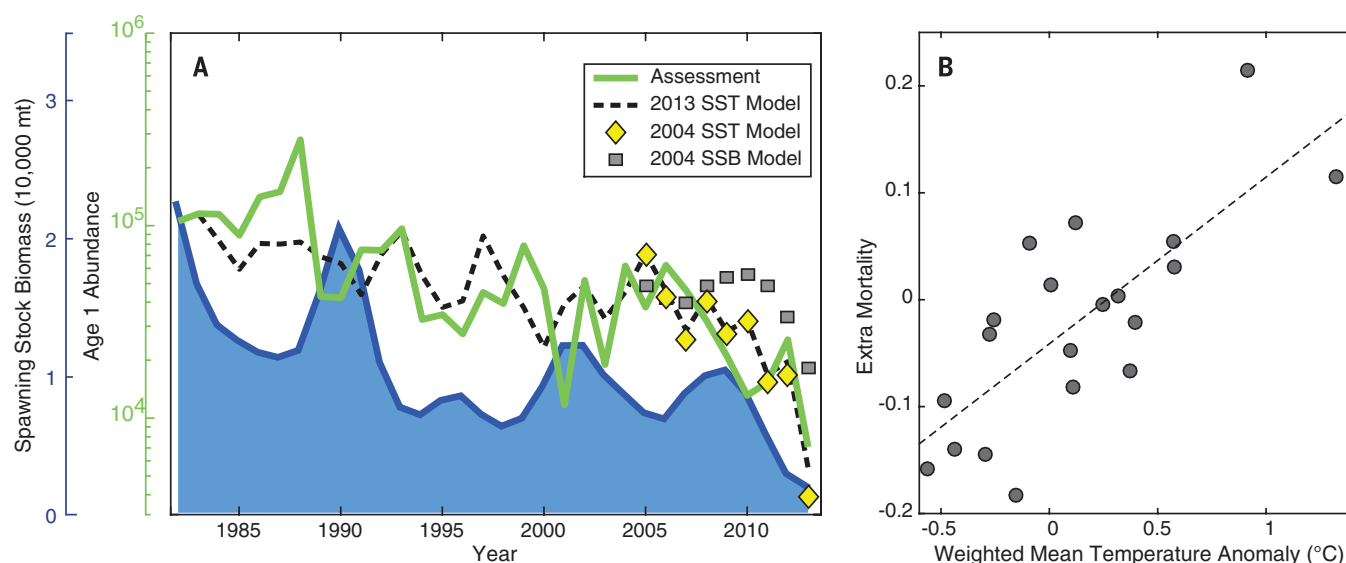 A
Spawning Stock Biomass (10,000 mt)
3
2
1
0
Age 1 Abundance
10^6
10^5
10^4
Assessment
2013 SST Model
2004 SST Model
2004 SSB Model
1985 1990 1995 2000 2005 2010
Year
B
Extra Mortality
0.2
0.1
0
-0.1
-0.2
-0.5 0 0.5 1
Weighted Mean Temperature Anomaly (°C)